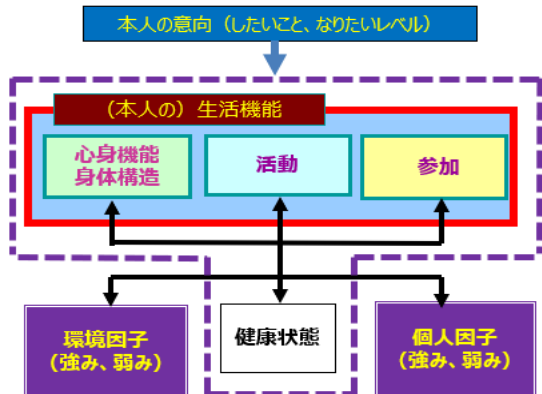 本人の意向（したいこと、なりたいレベル）
（本人の）生活機能
心身機能
身体構造
活動
参加
環境因子
（強み、弱み）
健康状態
個人因子
（強み、弱み）